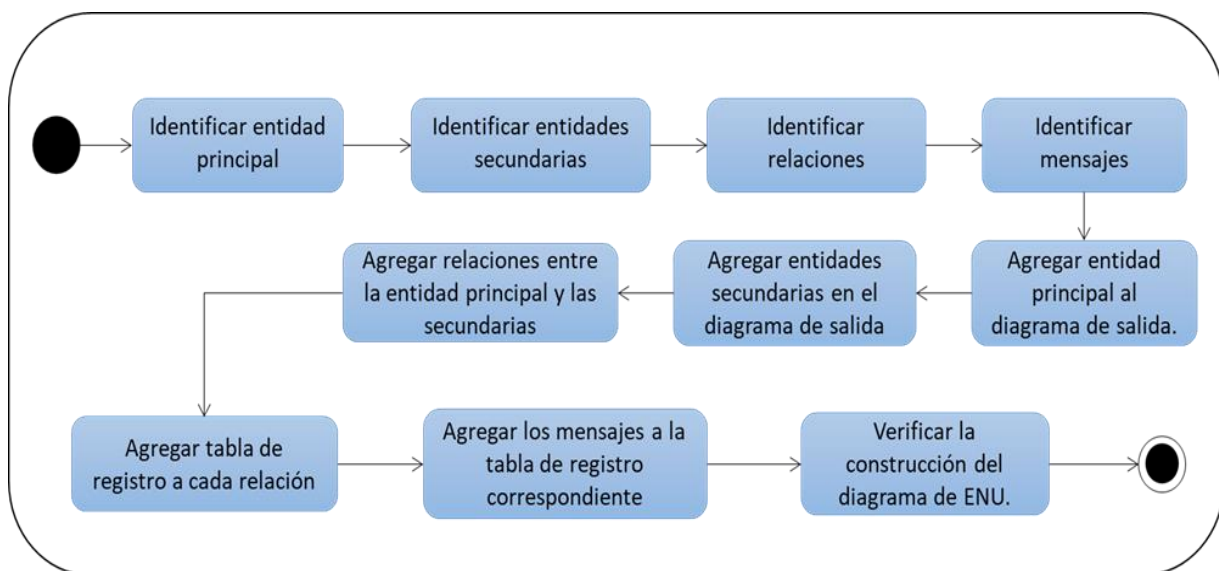 Identificar entidad
principal
Identificar entidades
secundarias
Identificar
relaciones
Identificar
mensajes
Agregar entidad
principal al
diagrama de salida.
Agregar entidades
secundarias en el
diagrama de salida
Agregar relaciones entre
la entidad principal y las
secundarias
Agregar tabla de
registro a cada relación
Agregar los mensajes a la
tabla de registro
correspondiente
Verificar la
construcción del
diagrama de ENU.